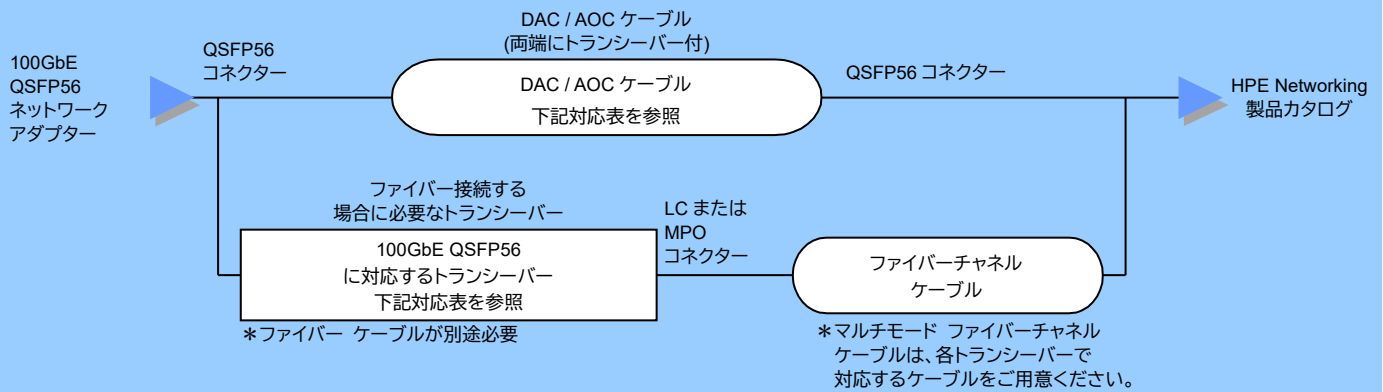 100GbE
QSFP56
ネットワーク
アダプター
QSFP56
コネクター
DAC / AOC ケーブル
(両端にトランシーバー付)
DAC / AOC ケーブル
下記対応表を参照
QSFP56 コネクター
HPE Networking
製品カタログ
ファイバー接続する
場合に必要なトランシーバー
100GbE QSFP56
に対応するトランシーバー
下記対応表を参照
*ファイバー ケーブルが別途必要
LC または
MPO
コネクター
ファイバーチャネル
ケーブル
*マルチモード ファイバーチャネル
ケーブルは、各トランシーバーで
対応するケーブルをご用意ください。